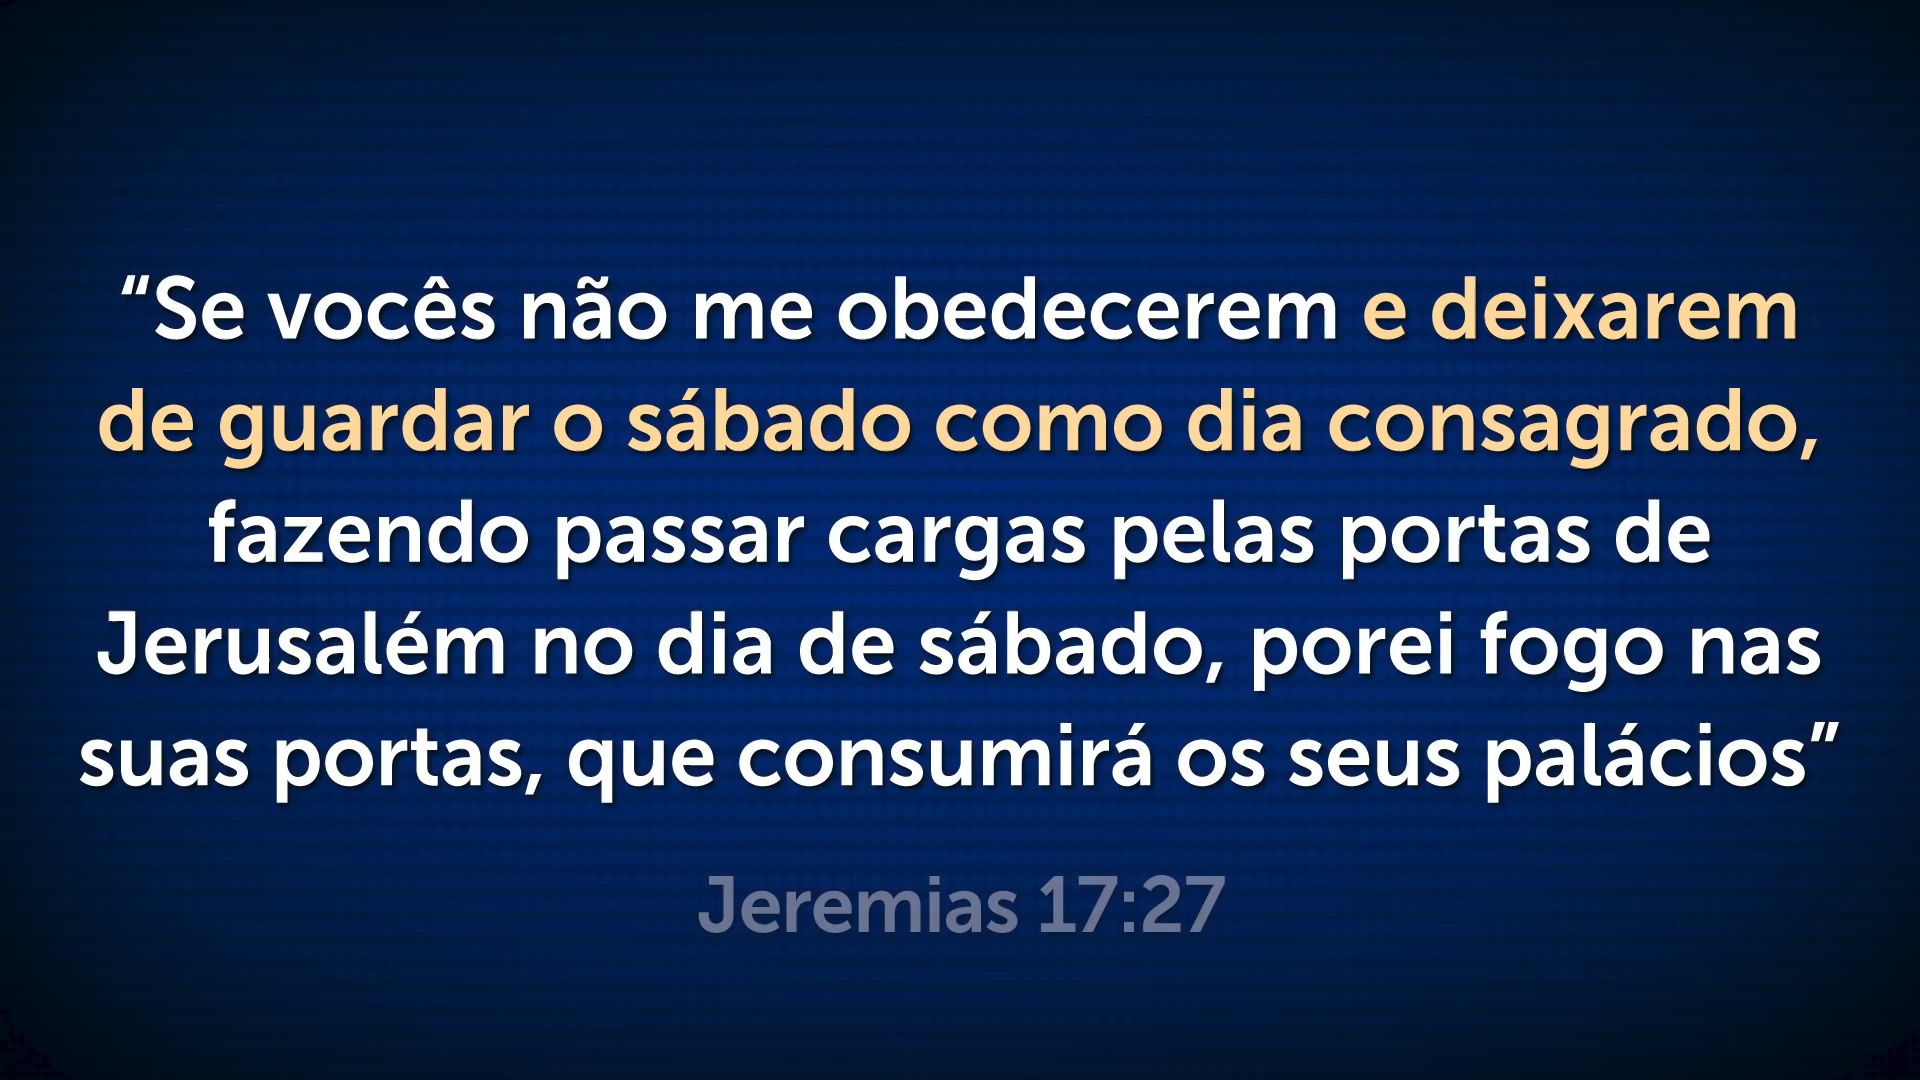 “Se vocês não me obedecerem e deixarem
de guardar o sábado como dia consagrado,
fazendo passar cargas pelas portas de
Jerusalém no dia de sábado, porei fogo nas
suas portas, que consumirá os seus palácios”
Jeremias 17:27